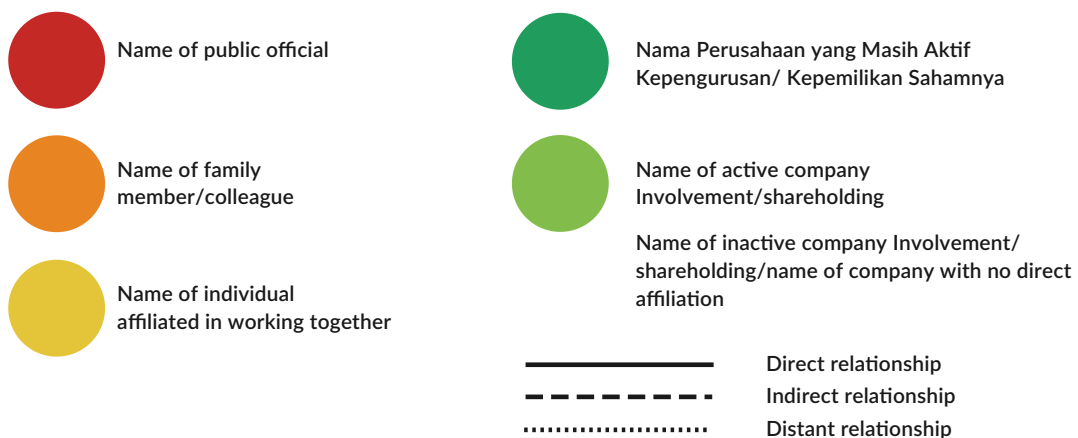 Name of public official
Name of family
member/colleague
Name of individual
affiliated in working together
Nama Perusahaan yang Masih Aktif
Kepengurusan/ Kepemilikan Sahamnya
Name of active company
Involvement/shareholding
Name of inactive company Involvement/
shareholding/name of company with no direct
affiliation
Direct relationship
Indirect relationship
Distant relationship